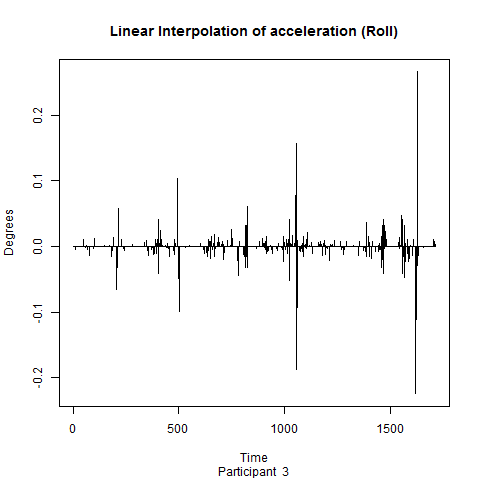 Linear Interpolation of acceleration (Roll)
0.2
0.1
0.0
-0.1
-0.2
Degrees
0 500 1000 1500
Time
Participant 3